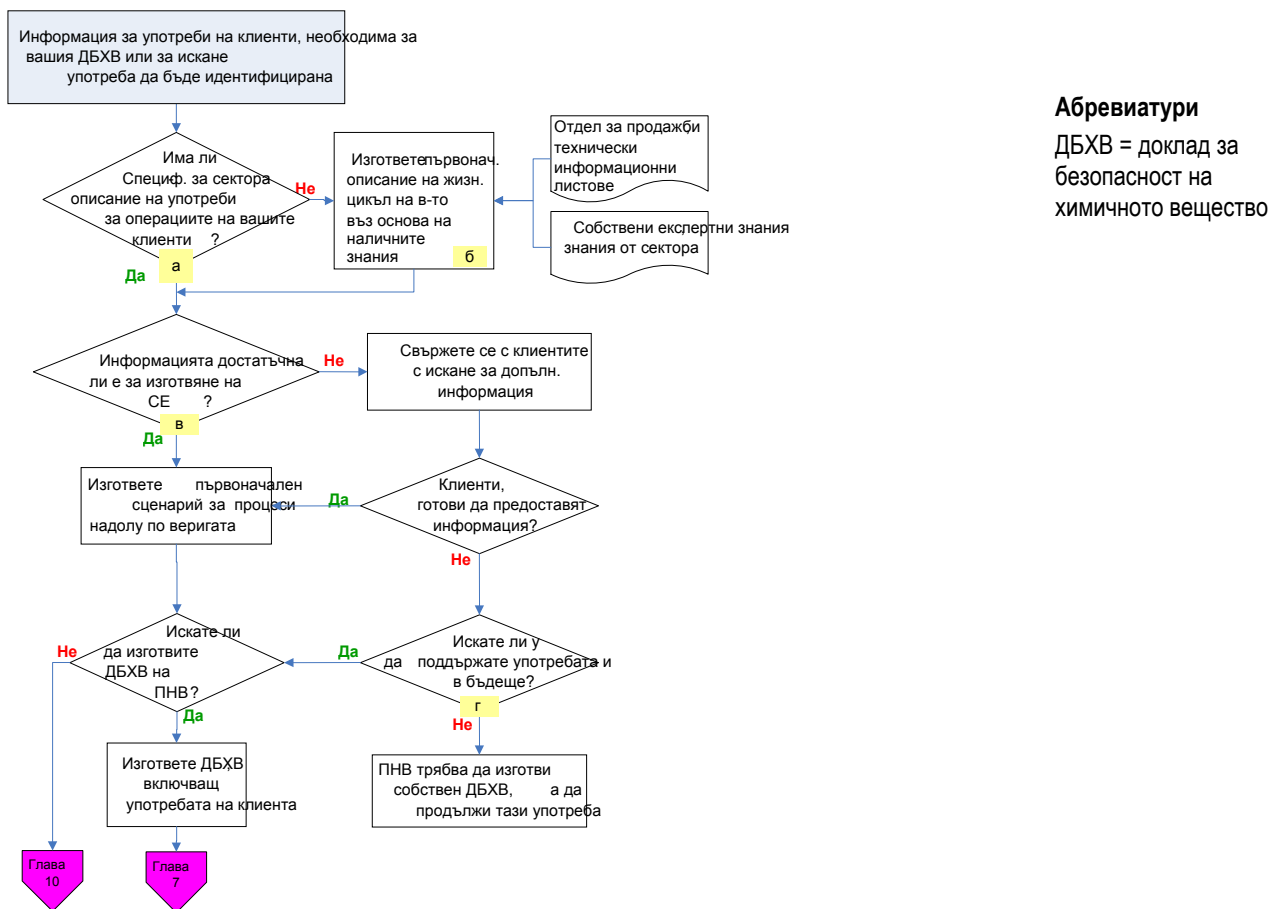 Информация за употреби на клиенти, необходима за
вашия ДБХВ или за искане
употреба да бъде идентифицирана
Има ли
Специф. за сектора
описание на употреби
за операциите на вашите
клиенти ?
а
Не
Да
Изгответе първонач.
описание на жизн.
цикъл на в-то
въз основа на
наличните
знания
б
Отдел за продажби,
технически
информационни
листове
Собствени експертни знания,
знания от сектора
Информацията достатъчна
ли е за изготвяне на
СЕ ?
в
Не
Да
Свържете се с клиентите
с искане за допълн.
информация
Изгответе първоначален
сценарий за процеси
надолу по веригата
Да
Клиенти,
готови да предоставят
информация?
Не
Искате ли
да изготвите
ДБХВ на
ПНВ?
Не
Да
Да
Искате ли у
да поддържате употребата и
в бъдеще?
г
Не
Изгответе ДБХВ,
включващ
употребата на клиента
ПНВ трябва да изготви
собствен ДБХВ, а да
продължи тази употреба
Глава
10
Глава
7
Абревиатури
ДБХВ = доклад за
безопасност на
химичното вещество